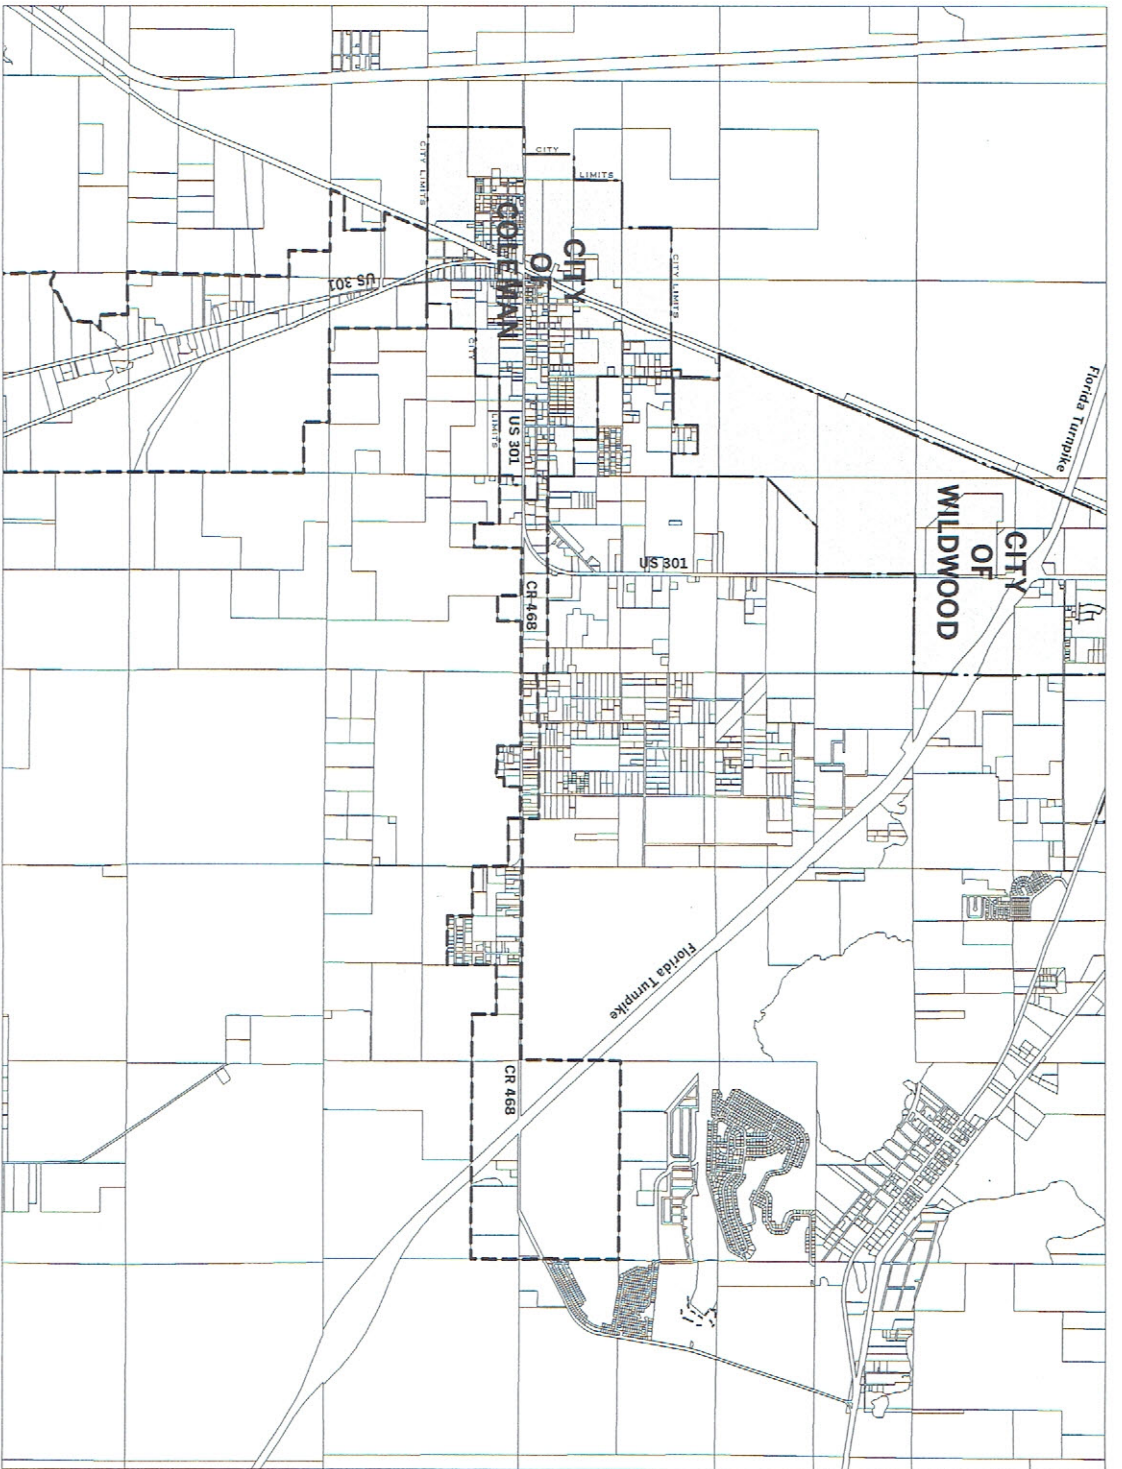 CITY LIMITS
CITY
LIMITS
CITY
OF
COLEMAN
CITY LIMITS
US 301
CITY
LIMITS
US 301
Florida Turnpike
CITY
OF
WILDWOOD
US 301
CR 468
Florida Turnpike
CR 468